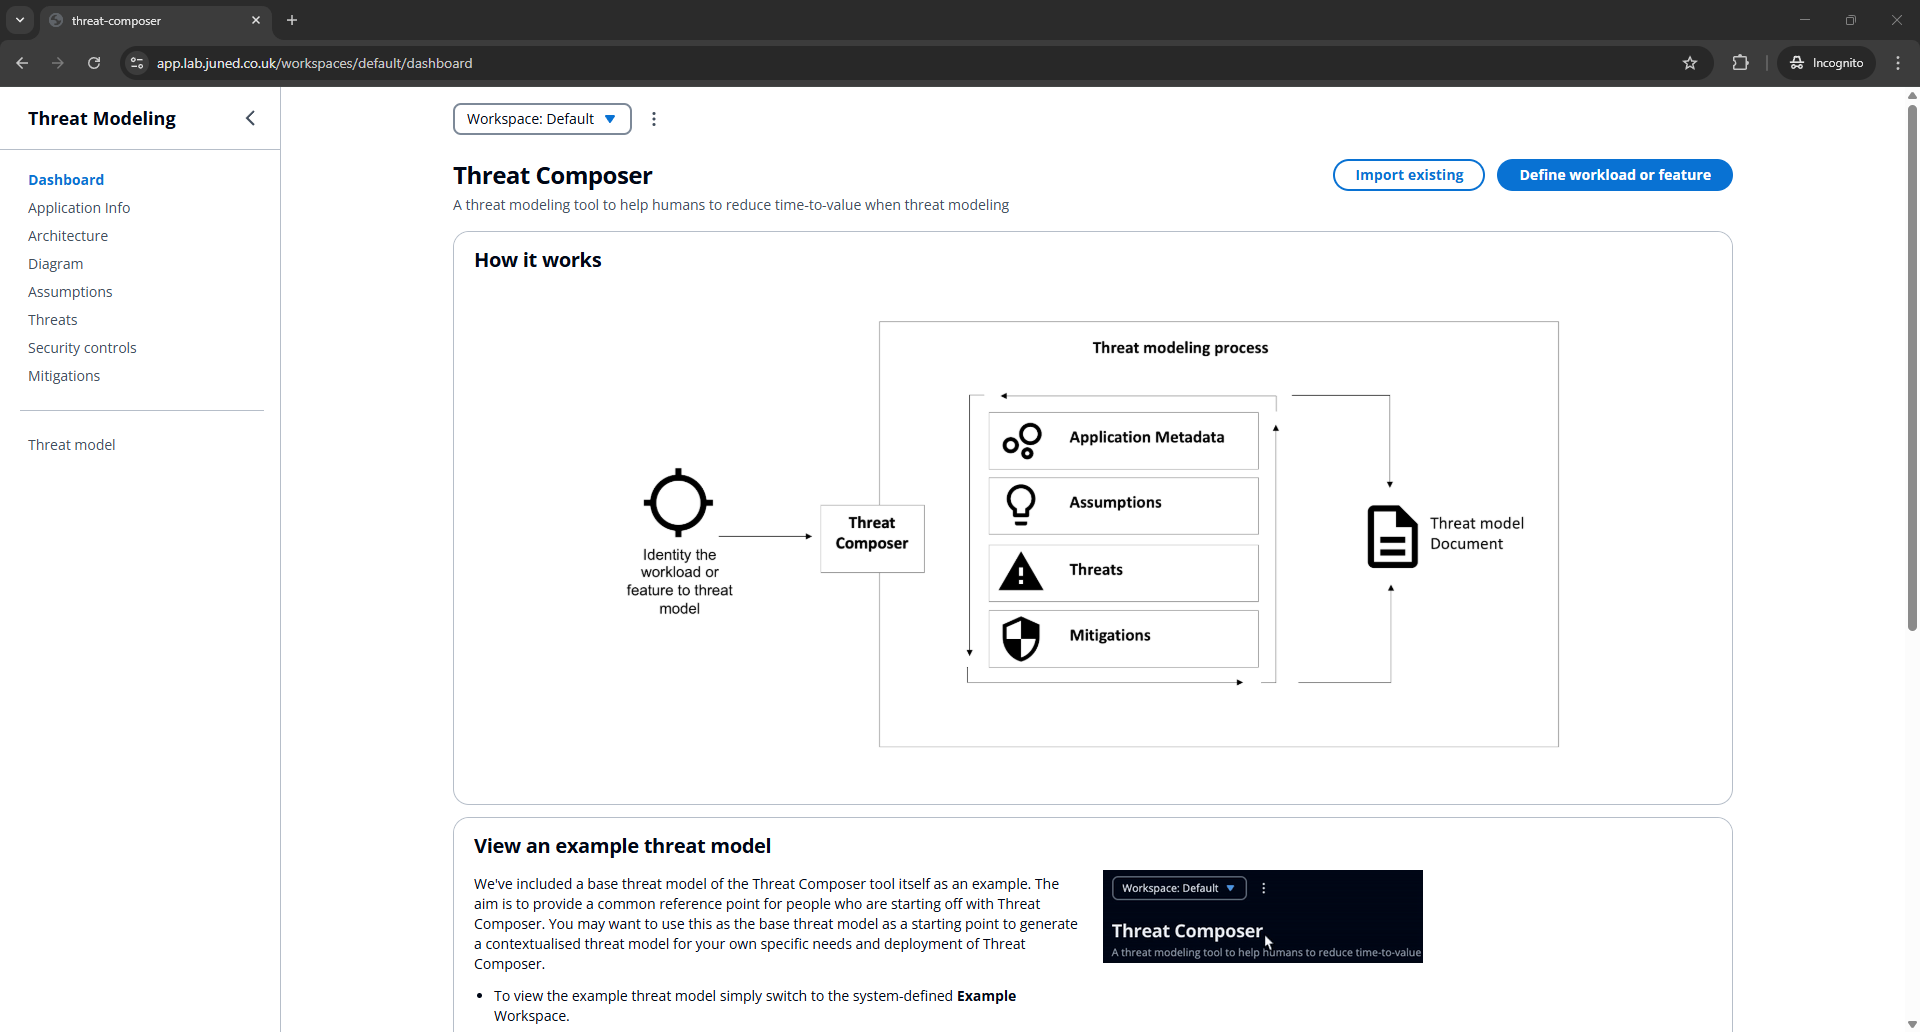 threat-composer
app.lab.juned.co.uk/workspaces/default/dashboard
Incognito
Threat Modeling
Dashboard
Application Info
Architecture
Diagram
Assumptions
Threats
Security controls
Mitigations
Threat model
Workspace: Default
Threat Composer
Import existing
Define workload or feature
A threat modeling tool to help humans to reduce time-to-value when threat modeling
How it works
Threat modeling process
Identity the
workload or
feature to threat
model
Threat
Composer
Application Metadata
Assumptions
Threats
Mitigations
Threat model
Document
View an example threat model
We've included a base threat model of the Threat Composer tool itself as an example. The
aim is to provide a common reference point for people who are starting off with Threat
Composer. You may want to use this as the base threat model as a starting point to generate
a contextualised threat model for your own specific needs and deployment of Threat
Composer.
• To view the example threat model simply switch to the system-defined Example
Workspace.
Workspace: Default
Threat Composer
A threat modeling tool to help humans to reduce time-to-value